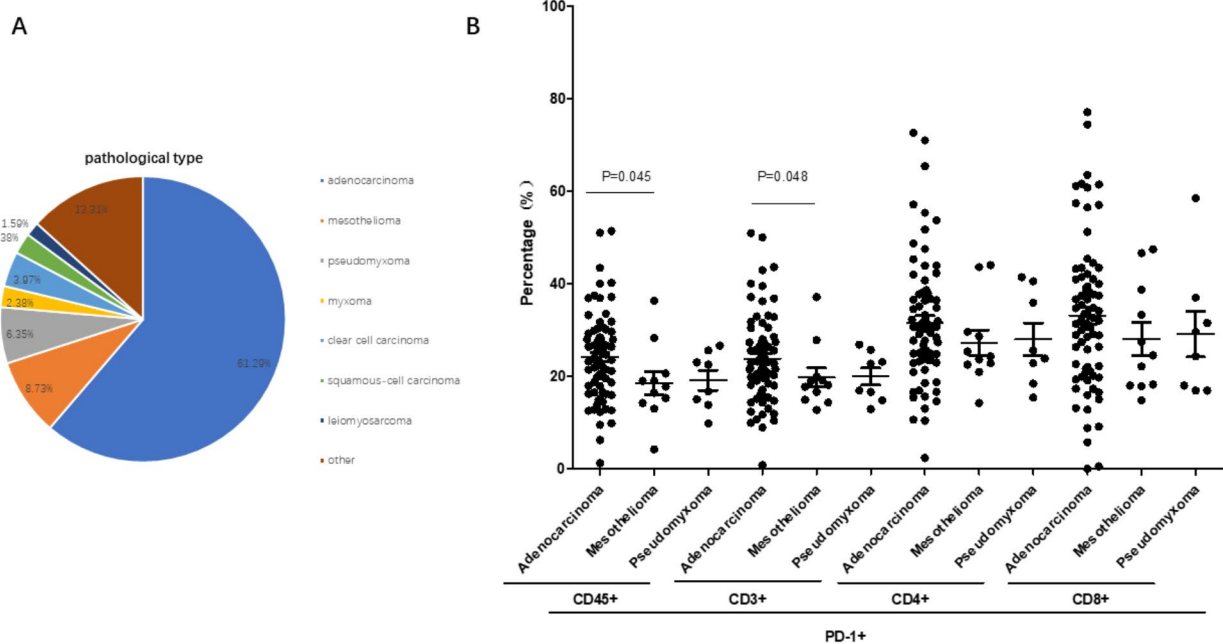 A
pathological type
13.31%
1.59%
38%
3.97%
2.38%
6.35%
8.73%
61.29%
adenocarcinoma
mesothelioma
pseudomyxoma
myxoma
clear cell carcinoma
squamous-cell carcinoma
leiomyosarcoma
other
B
Percentage (%)
100
80
60
40
20
0
P=0.045
P=0.048
Adenocarcinoma
Mesothelioma
Pseudomyxoma
Adenocarcinoma
Mesothelioma
Pseudomyxoma
Adenocarcinoma
Mesothelioma
Pseudomyxoma
Adenocarcinoma
Mesothelioma
Pseudomyxoma
CD45+
CD3+
CD4+
CD8+
PD-1+